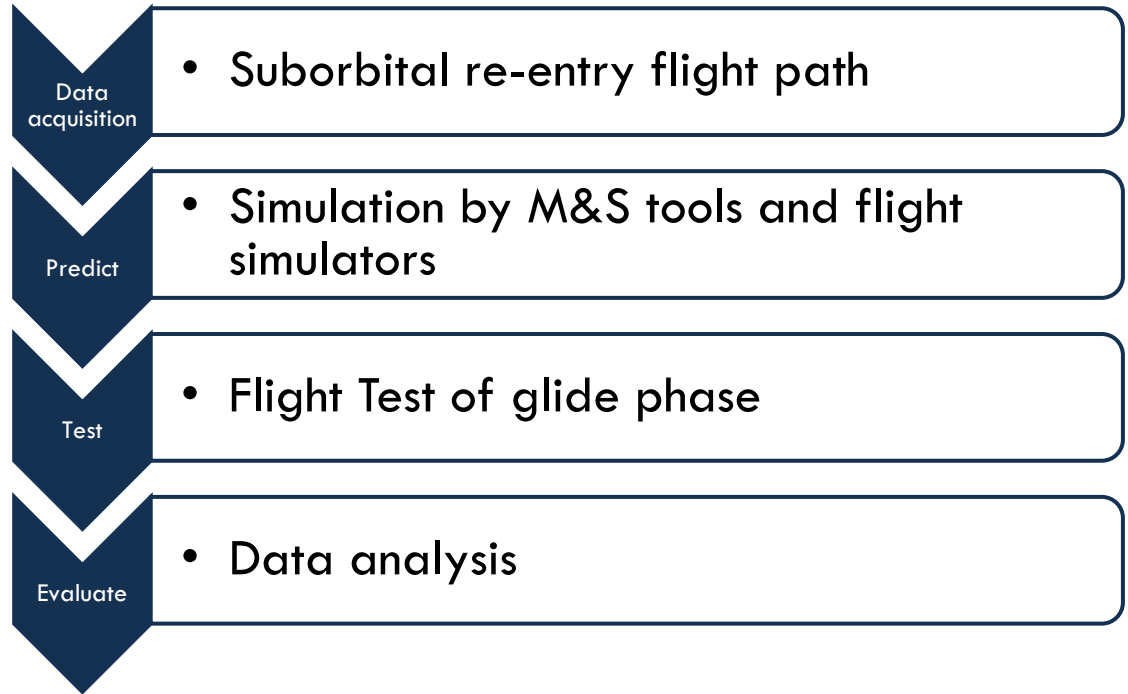 Data
acquisition
• Suborbital re-entry flight path
Predict
• Simulation by M&S tools and flight
simulators
Test
• Flight Test of glide phase
Evaluate
• Data analysis